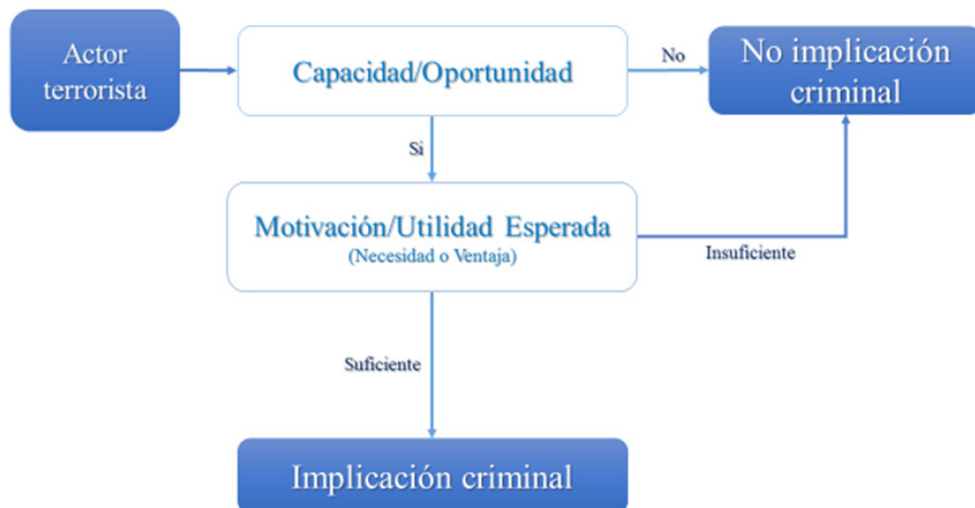 Actor
terrorista
Capacidad/Oportunidad
No
No implicación
criminal
Si
Motivación/Utilidad Esperada
(Necesidad o Ventaja)
Insuficiente
Suficiente
Implicación criminal